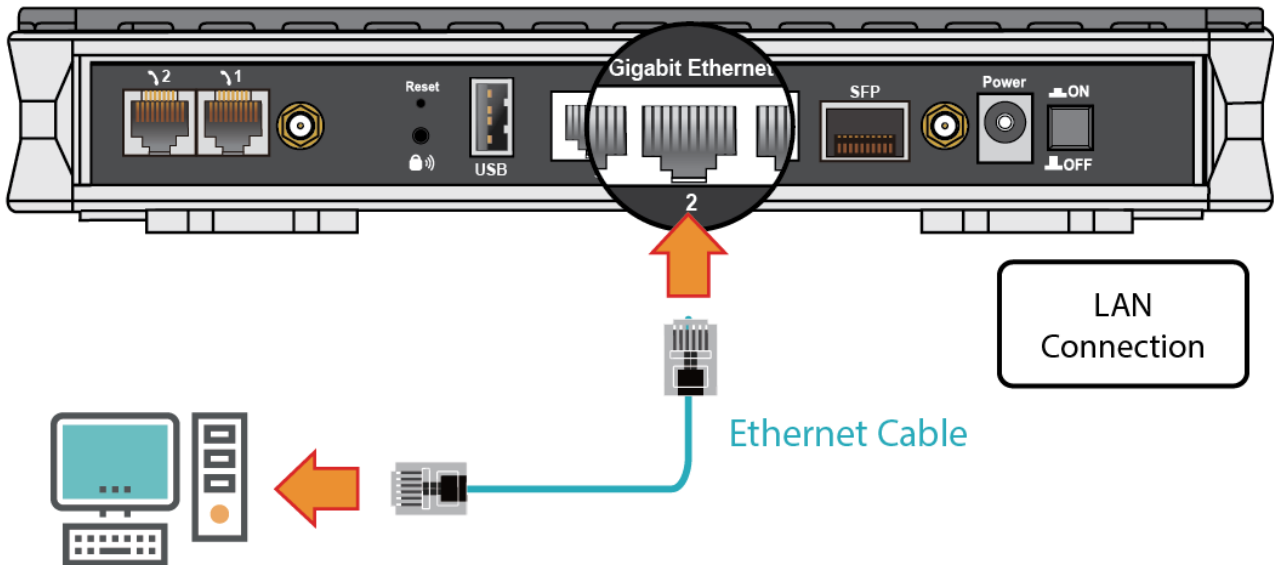 2
1
Reset
USB
Gigabit Ethernet
2
SFP
Power
ON
OFF
LAN
Connection
Ethernet Cable